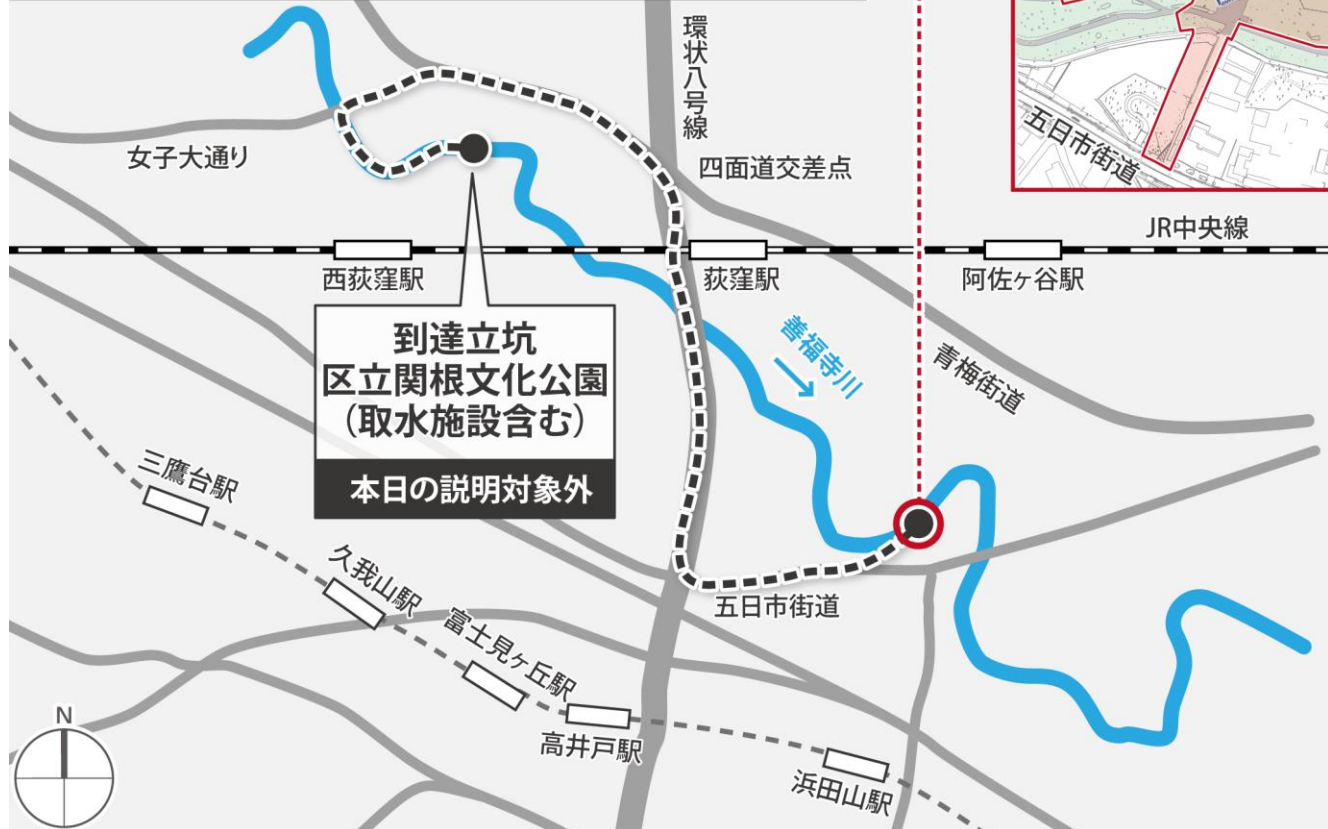 環状八号線
五日市街道
女子大通り
四面道交差点
JR中央線
西荻窪駅
荻窪駅
阿佐ヶ谷駅
到達立坑
区立関根文化公園
（取水施設含む）
本日の説明対象外
善福寺川
青梅街道
三鷹台駅
久我山駅
富士見ヶ丘駅
五日市街道
高井戸駅
浜田山駅
N